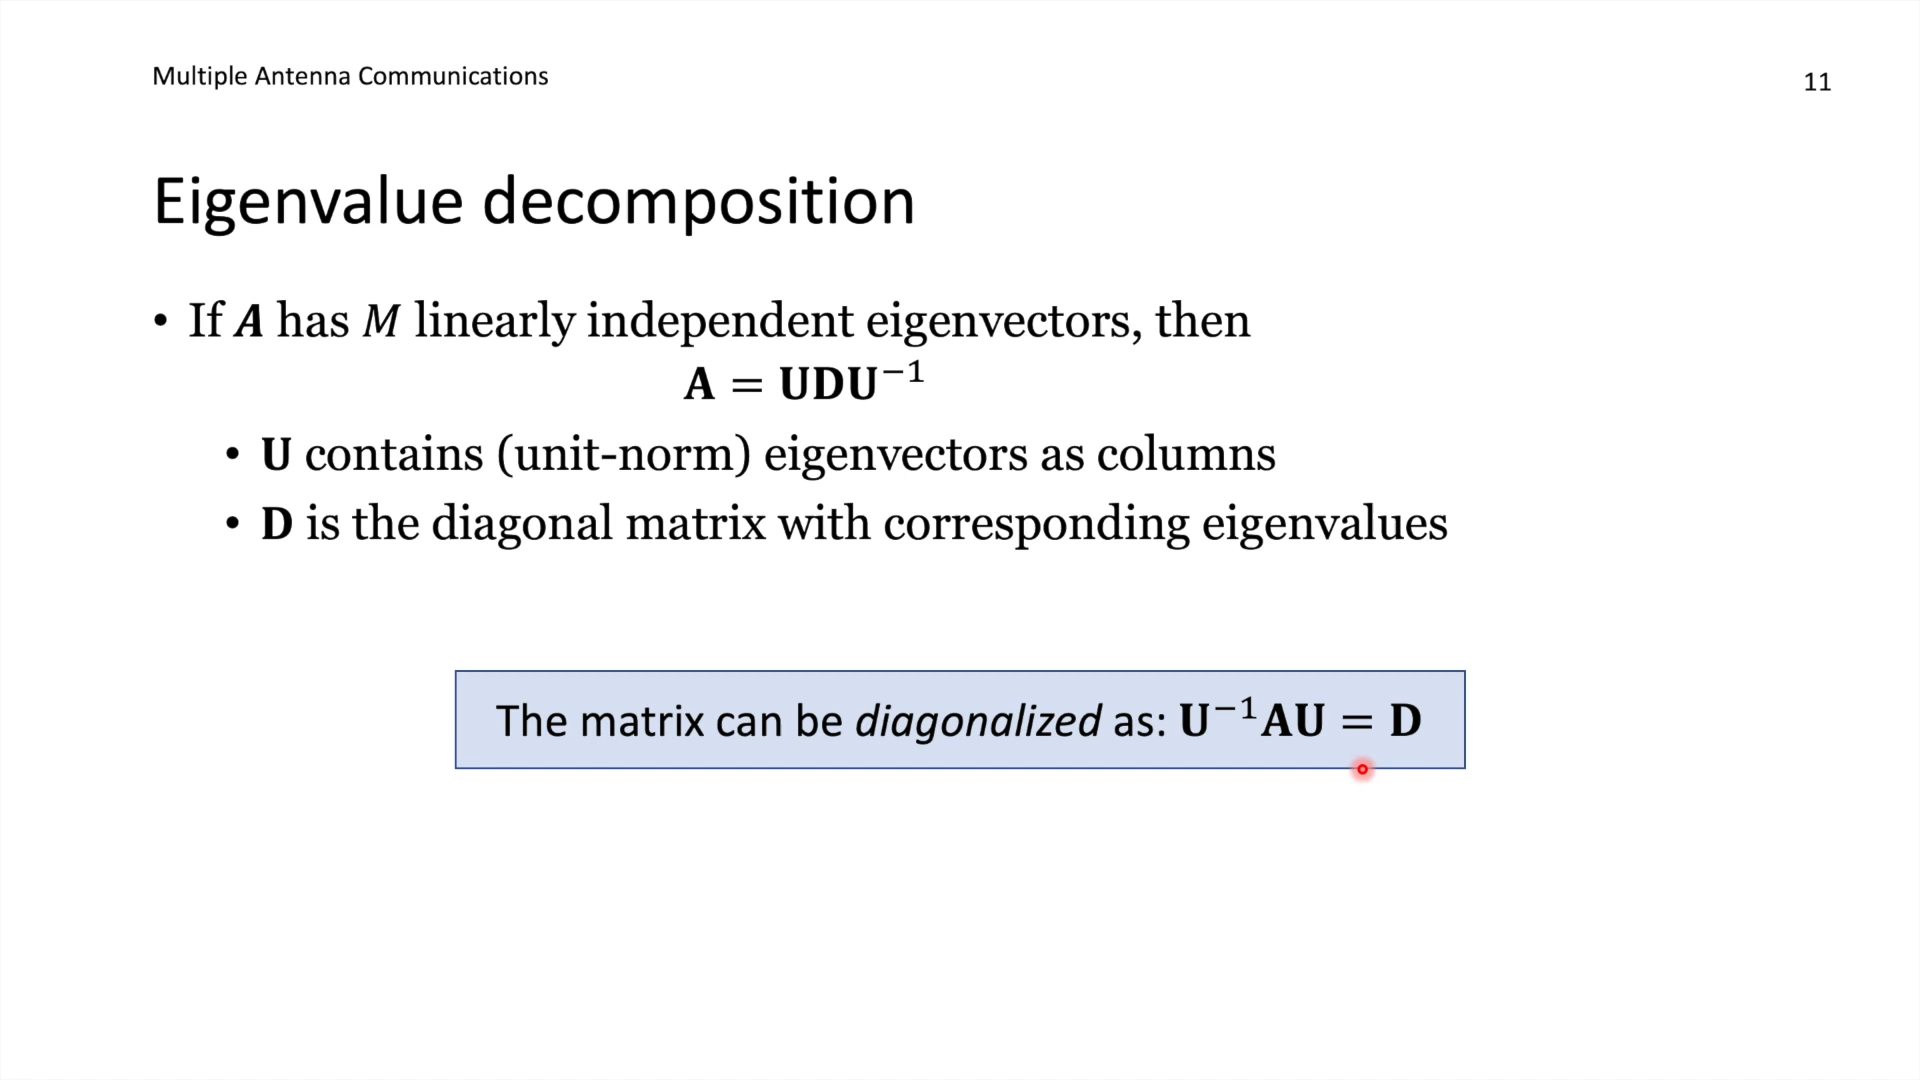 Multiple Antenna Communications
11
Eigenvalue decomposition
• If A has M linearly independent eigenvectors, then
A = UDU⁻¹
• U contains (unit-norm) eigenvectors as columns
• D is the diagonal matrix with corresponding eigenvalues
The matrix can be diagonalized as: U⁻¹AU = D